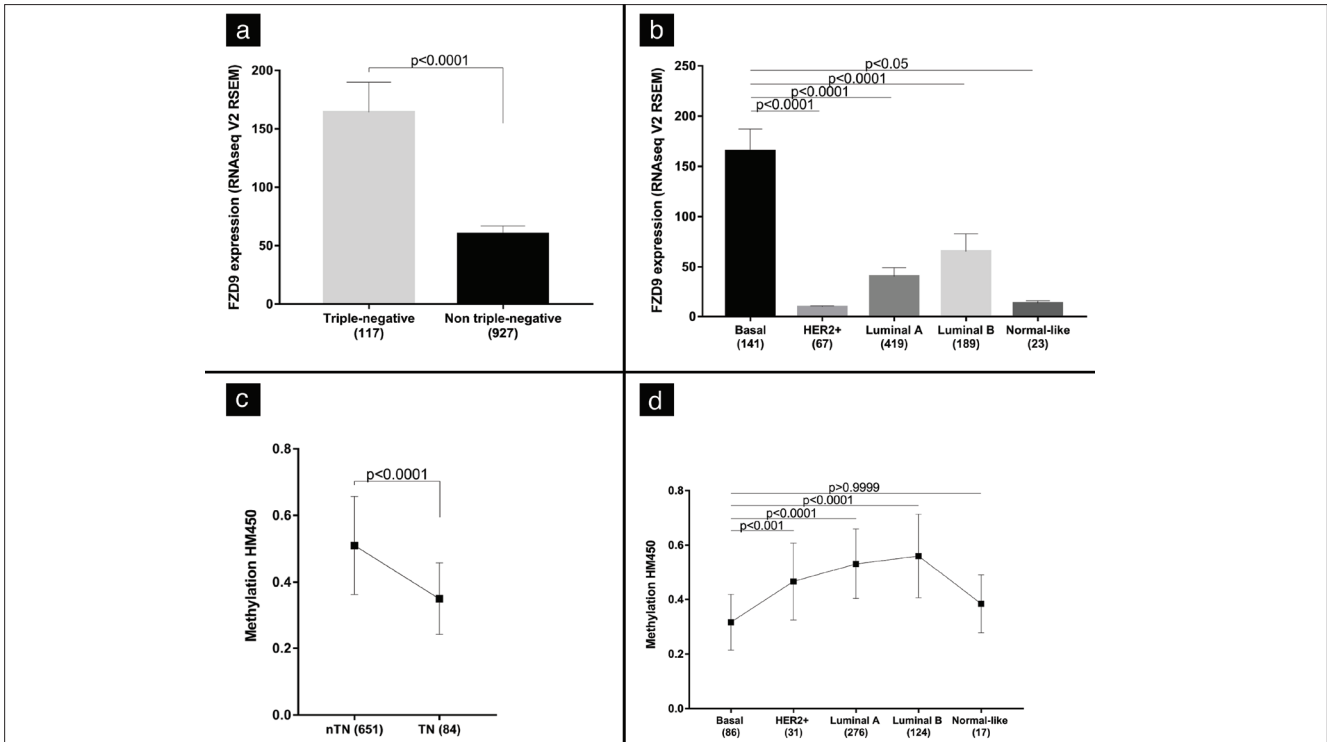 a
p<0.0001
FZD9 expression (RNAseq V2 RSEM)
200
150
100
50
0
Triple-negative
(117)
Non triple-negative
(927)
b
p<0.05
p<0.0001
p<0.0001
p<0.0001
FZD9 expression (RNAseq V2 RSEM)
250
200
150
100
50
0
Basal
(141)
HER2+
(67)
Luminal A
(419)
Luminal B
(189)
Normal-like
(23)
c
p<0.0001
Methylation HM450
0.8
0.6
0.4
0.2
0.0
nTN (651)
TN (84)
d
p>0.9999
p<0.0001
p<0.0001
p<0.001
Methylation HM450
0.8
0.6
0.4
0.2
0.0
Basal
(86)
HER2+
(31)
Luminal A
(276)
Luminal B
(124)
Normal-like
(17)